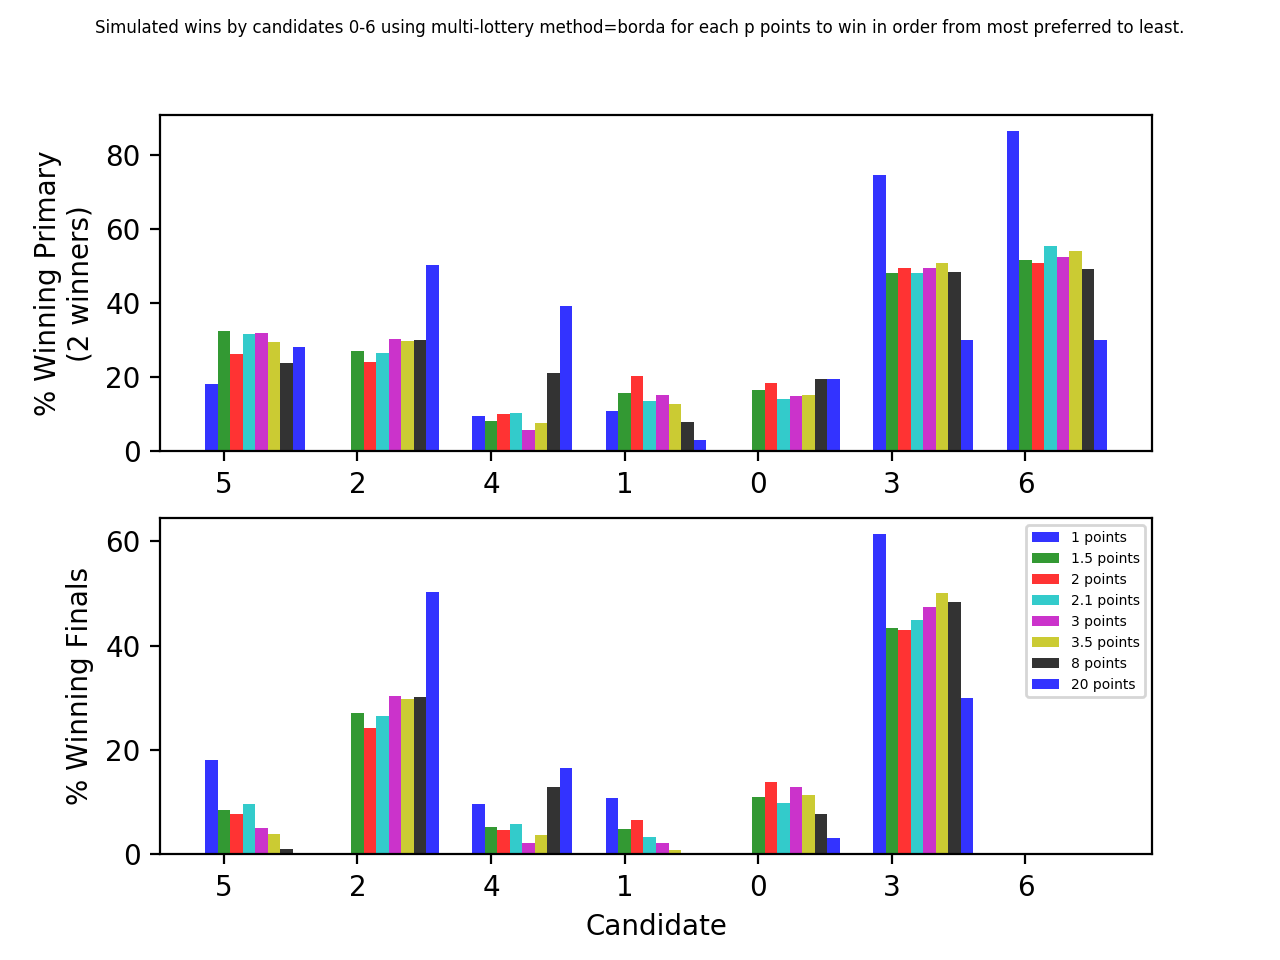 Simulated wins by candidates 0-6 using multi-lottery method=borda for each p points to win in order from most preferred to least.
% Winning Primary
(2 winners)
80
60
40
20
0
5 2 4 1 0 3 6
% Winning Finals
60
40
20
0
1 points
1.5 points
2 points
2.1 points
3 points
3.5 points
8 points
20 points
5 2 4 1 0 3 6
Candidate